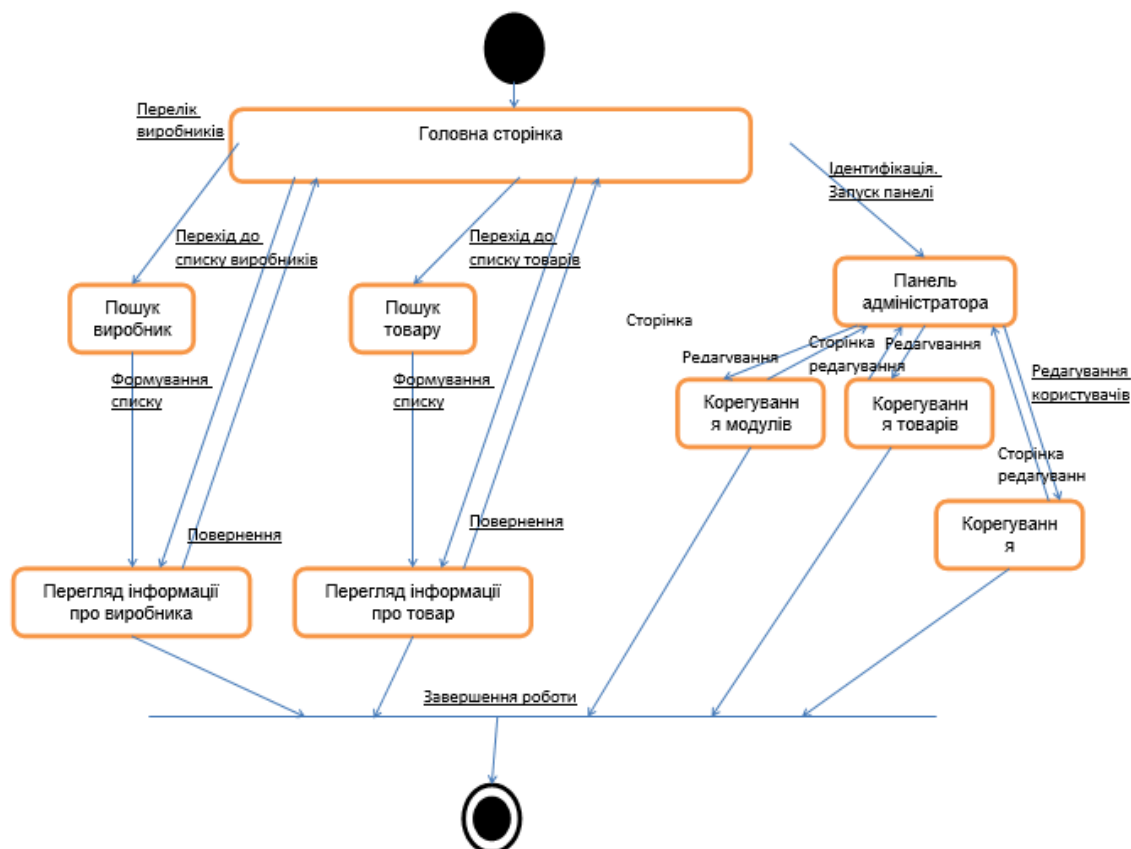 Перелік
виробників
Головна сторінка
Ідентифікація.
Запуск панелі
Перехід до
списку виробників
Перехід до
списку товарів
Панель
адміністратора
Пошук
виробник
Пошук
товару
Сторінка
Редагування
Сторінка
редагування
Редагування
Формування
списку
Формування
списку
Корегуванн
я модулів
Корегуванн
я товарів
Редагування
користувачів
Сторінка
редагуванн
Повернення
Повернення
Корегуванн
я
Перегляд інформації
про виробника
Перегляд інформації
про товар
Завершення роботи